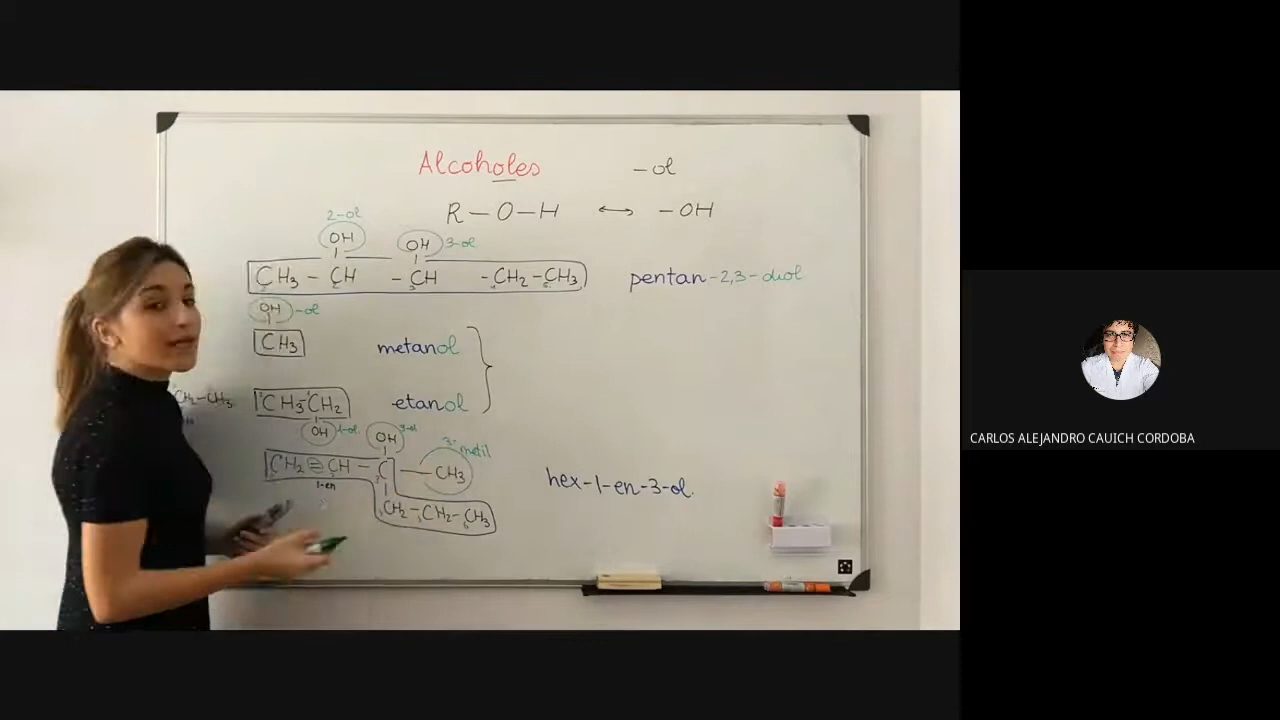 Alcoholes -ol
R-O-H ↔ -OH
2-ol
OH OH 3-ol
CH3 - CH - CH - CH2 - CH3 pentan-2,3-diol
OH -ol
CH3 metanol
CH2-CH3 CH3-CH2 etanol
OH 1-ol OH 3-ol
3-metil
CH2 = CH - C - CH3
1-en
hex-1-en-3-ol
CH2-CH2-CH3
CARLOS ALEJANDRO CAUICH CORDOBA